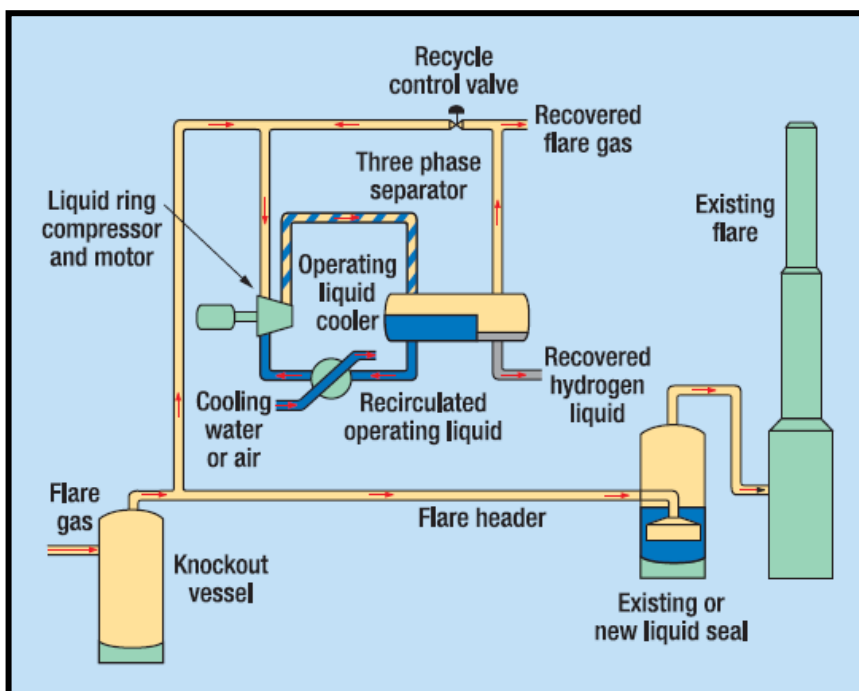 Recycle
control valve
Recovered
flare gas
Three phase
separator
Liquid ring
compressor
and motor
Existing
flare
Operating
liquid
cooler
Recovered
hydrogen
liquid
Cooling
water
or air
Recirculated
operating liquid
Flare
gas
Flare header
Knockout
vessel
Existing or
new liquid seal